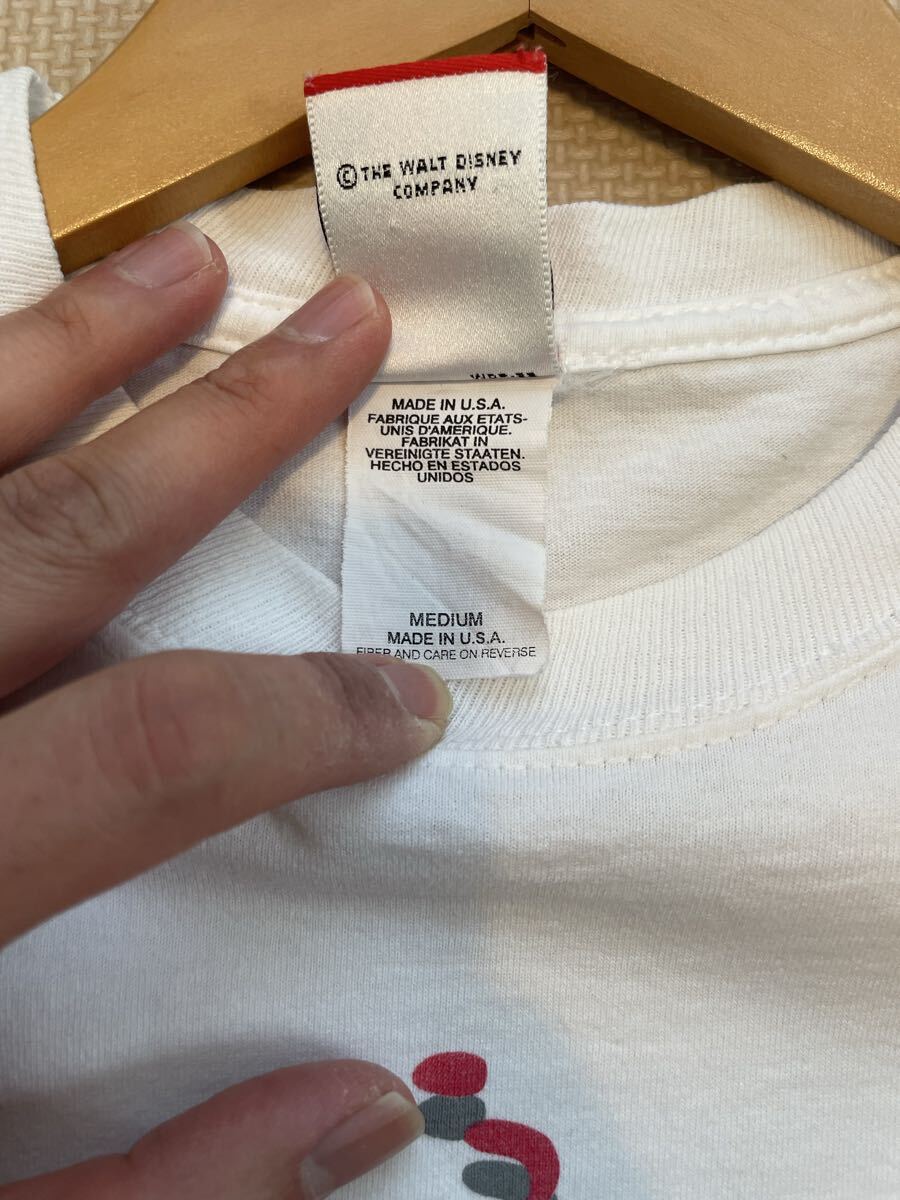 © THE WALT DISNEY
COMPANY
MADE IN U.S.A.
FABRIQUE AUX ETATS-
UNIS D'AMERIQUE.
FABRIKAT IN
VEREINIGTE STAATEN.
HECHO EN ESTADOS
UNIDOS
MEDIUM
MADE IN U.S.A.
FIBER AND CARE ON REVERSE